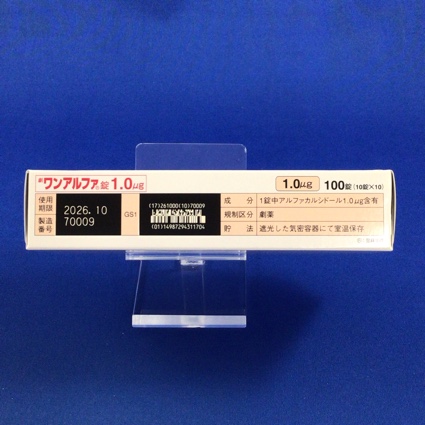 ワンアルファ®錠 1.0μg
1.0μg 100錠(10錠×10)
使用期限 2026.10
製造番号 70009
GS1
(17)261000(10)70009
(01)14987294311704
成分 1錠中アルファカルシドール1.0μg含有
規制区分 劇薬
貯法 遮光した気密容器にて室温保存